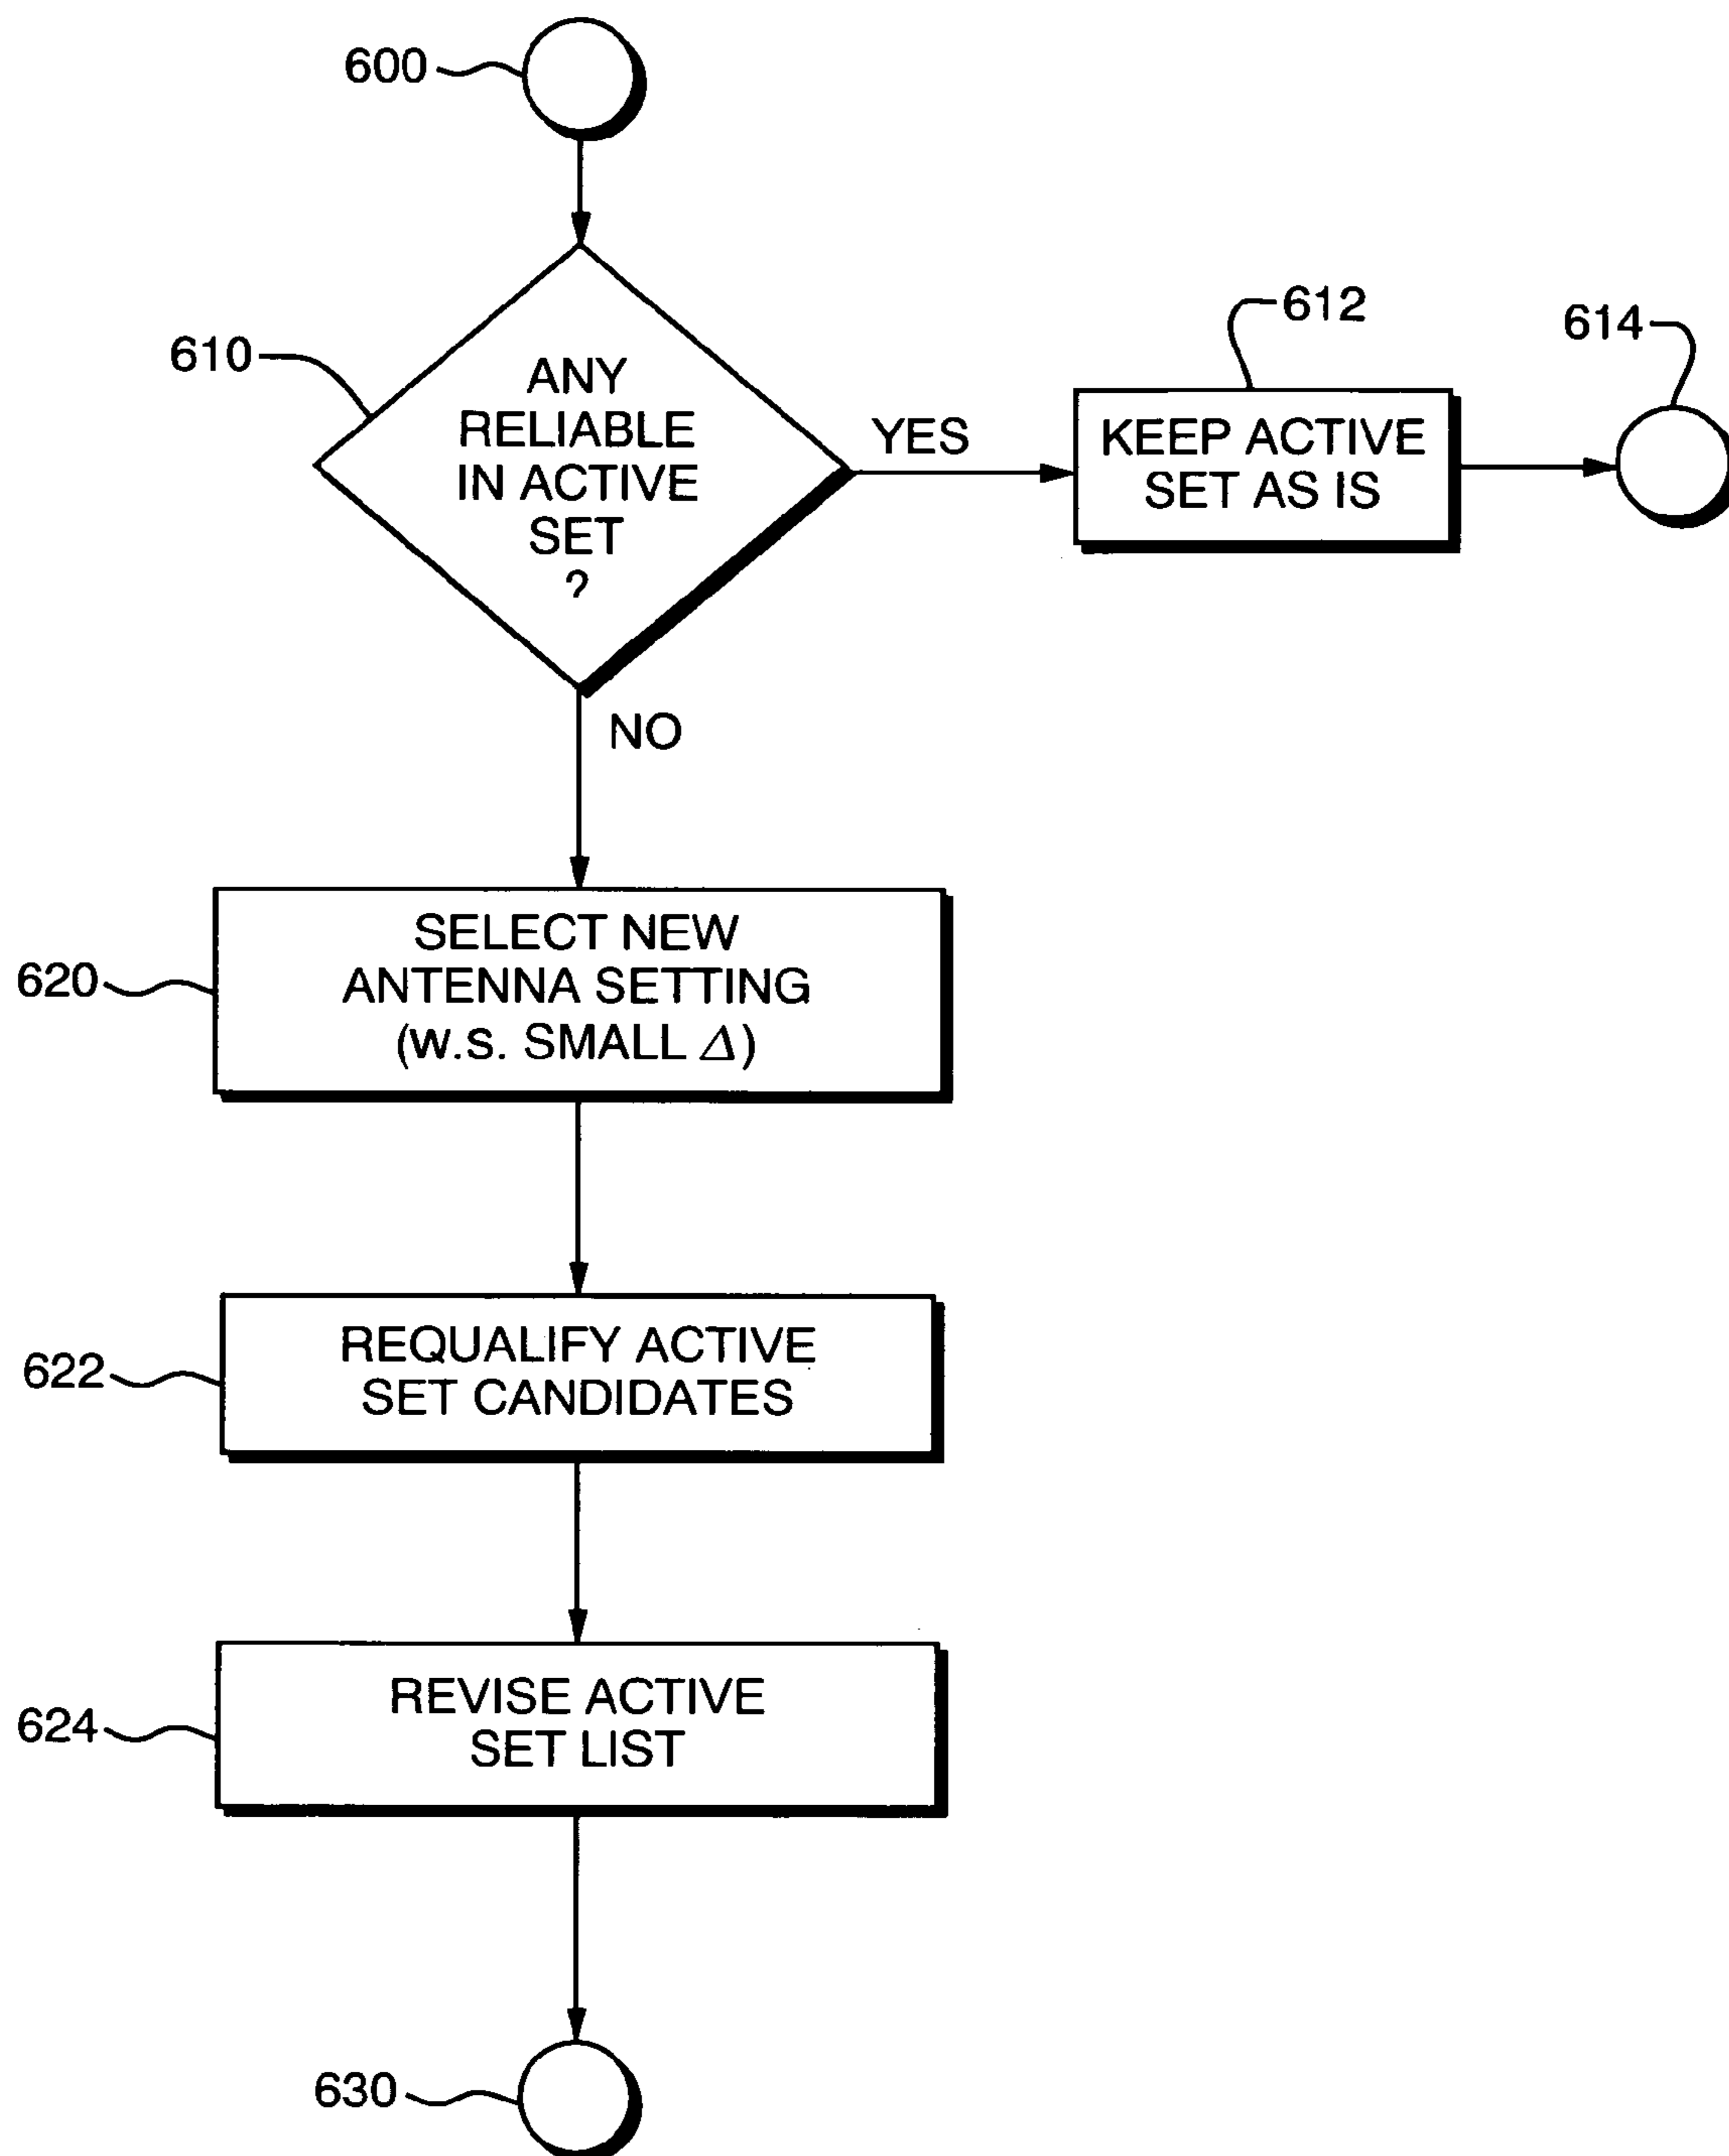 600
610
ANY
RELIABLE
IN ACTIVE
SET
?
YES
612
KEEP ACTIVE
SET AS IS
614
NO
620
SELECT NEW
ANTENNA SETTING
(w.s. SMALL Δ)
622
REQUALIFY ACTIVE
SET CANDIDATES
624
REVISE ACTIVE
SET LIST
630